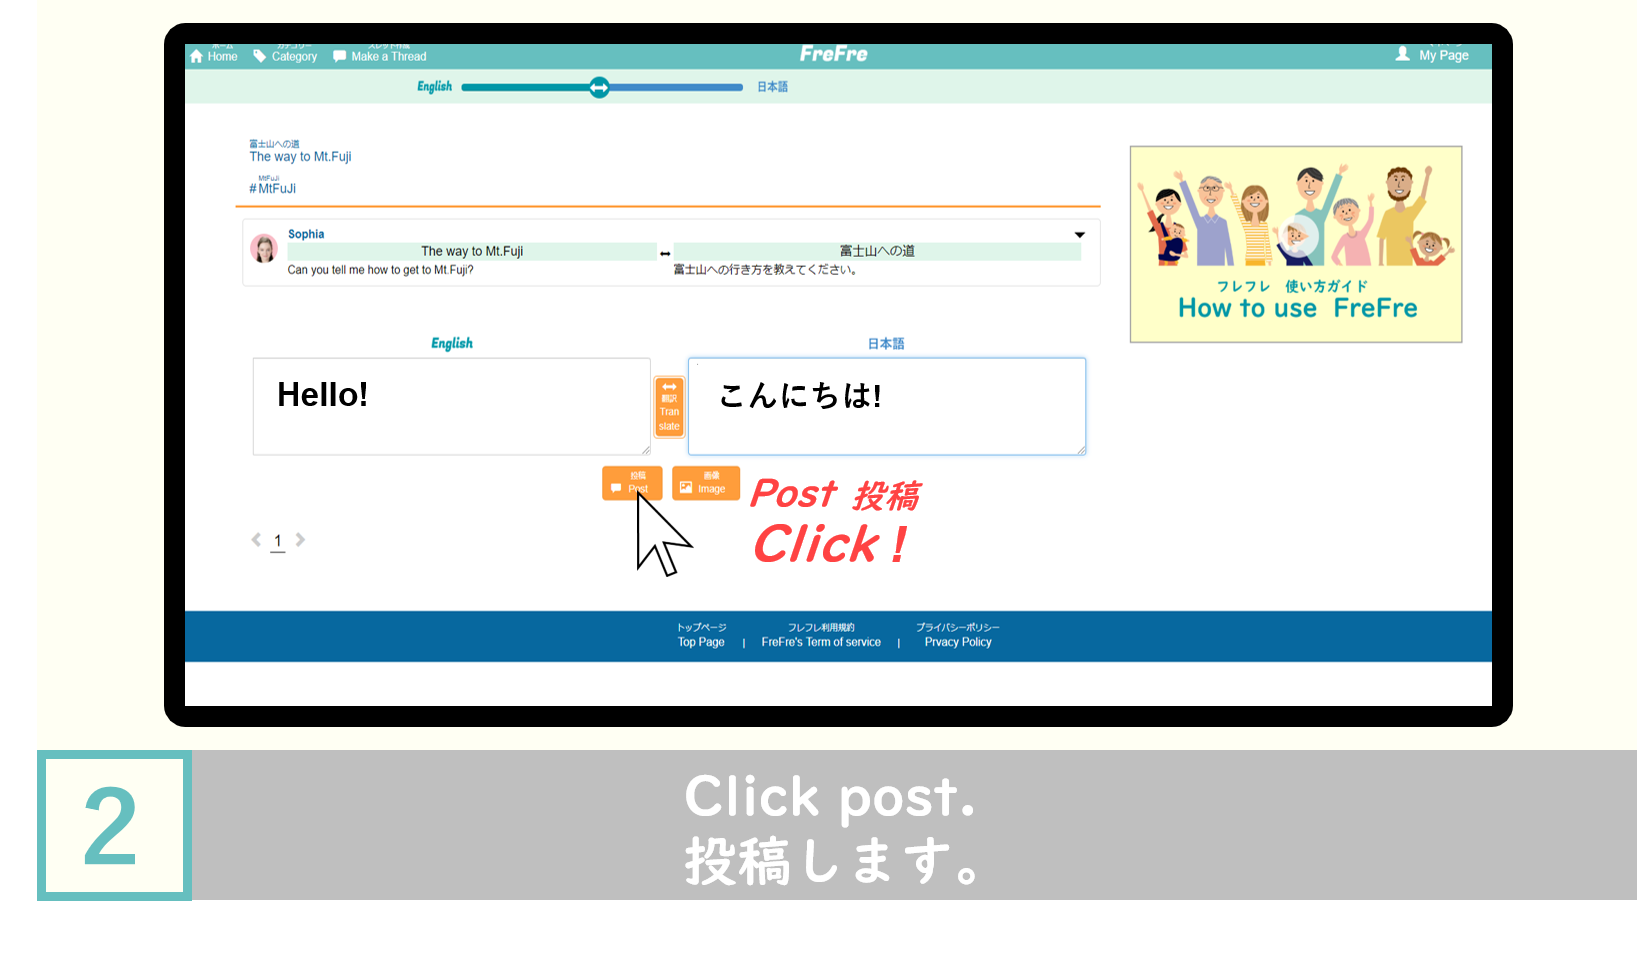 ホーム カテゴリー スレッド作成
Home Category Make a Thread FreFre My Page
English 日本語
富士山への道
The way to Mt.Fuji
MtFuJi
#MtFuJi
Sophia
The way to Mt.Fuji 富士山への道
Can you tell me how to get to Mt.Fuji? 富士山への行き方を教えてください。
フレフレ 使い方ガイド
How to use FreFre
English 日本語
Hello! 翻訳 Tran slate こんにちは!
投稿 画像
Post Image
Post 投稿
Click!
1
トップページ フレフレ利用規約 プライバシーポリシー
Top Page | FreFre's Term of service | Prvacy Policy
2
Click post.
投稿します。